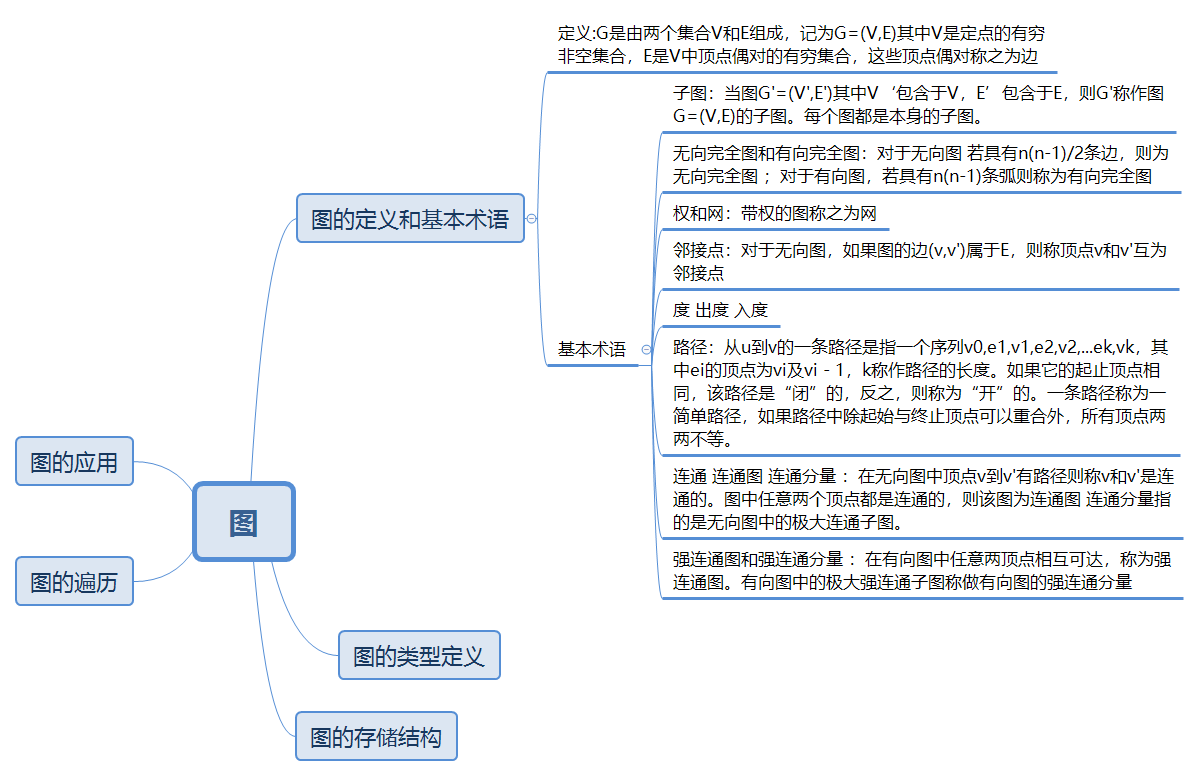 定义:G是由两个集合V和E组成，记为G=(V,E)其中V是定点的有穷
非空集合，E是V中顶点偶对的有穷集合，这些顶点偶对称之为边
子图：当图G'=(V',E')其中V‘包含于V，E’包含于E，则G'称作图
G=(V,E)的子图。每个图都是本身的子图。
无向完全图和有向完全图：对于无向图 若具有n(n-1)/2条边，则为
无向完全图 ；对于有向图，若具有n(n-1)条弧则称为有向完全图
权和网：带权的图称之为网
图的定义和基本术语
邻接点：对于无向图，如果图的边(v,v')属于E，则称顶点v和v'互为
邻接点
度 出度 入度
基本术语
路径：从u到v的一条路径是指一个序列v0,e1,v1,e2,v2,...ek,vk，其
中ei的顶点为vi及vi - 1，k称作路径的长度。如果它的起止顶点相
同，该路径是“闭”的，反之，则称为“开”的。一条路径称为一
简单路径，如果路径中除起始与终止顶点可以重合外，所有顶点两
两不等。
连通 连通图 连通分量 ：在无向图中顶点v到v'有路径则称v和v'是连
通的。图中任意两个顶点都是连通的，则该图为连通图 连通分量指
的是无向图中的极大连通子图。
强连通图和强连通分量 ：在有向图中任意两顶点相互可达，称为强
连通图。有向图中的极大强连通子图称做有向图的强连通分量
图的应用
图
图的遍历
图的类型定义
图的存储结构